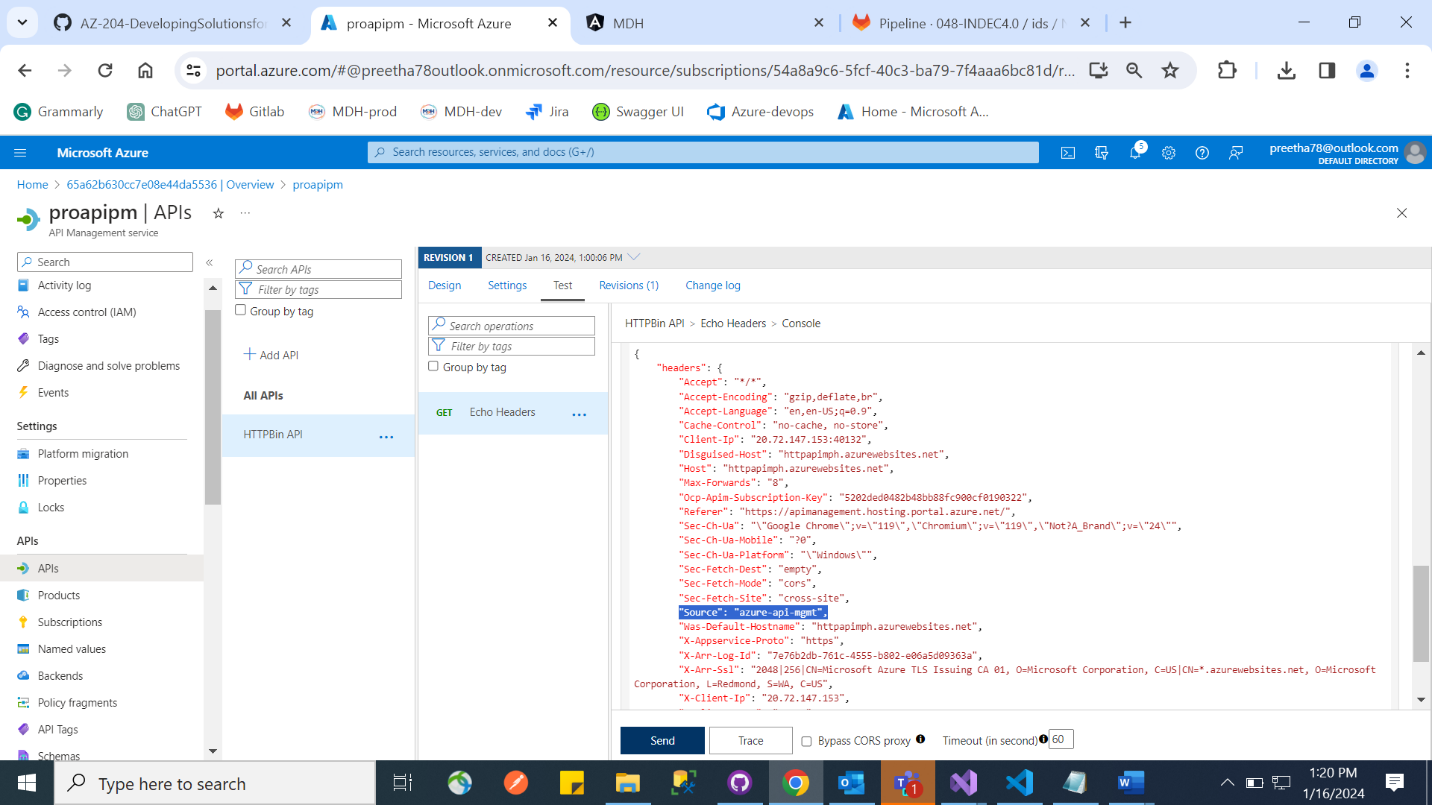 AZ-204-DevelopingSolutionsfor
proapipm - Microsoft Azure
MDH
Pipeline · 048-INDEC4.0 / ids /
portal.azure.com/#@preetha78outlook.onmicrosoft.com/resource/subscriptions/54a8a9c6-5fcf-40c3-ba79-7f4aaa6bc81d/r...
Grammarly
ChatGPT
Gitlab
MDH-prod
MDH-dev
Jira
Swagger UI
Azure-devops
Home - Microsoft A...
Microsoft Azure
Search resources, services, and docs (G+/)
5
preetha78@outlook.com
DEFAULT DIRECTORY
Home > 65a62b630cc7e08e44da5536 | Overview > proapipm
proapipm | APIs
API Management service
Search
Activity log
Access control (IAM)
Tags
Diagnose and solve problems
Events
Settings
Platform migration
Properties
Locks
APIs
APIs
Products
Subscriptions
Named values
Backends
Policy fragments
API Tags
Schemas
Search APIs
Filter by tags
Group by tag
+ Add API
All APIs
HTTPBin API
REVISION 1 CREATED Jan 16, 2024, 1:00:06 PM
Design
Settings
Test
Revisions (1)
Change log
Search operations
Filter by tags
Group by tag
GET Echo Headers
HTTPBin API > Echo Headers > Console
{
"headers": {
"Accept": "*/*",
"Accept-Encoding": "gzip,deflate,br",
"Accept-Language": "en,en-US;q=0.9",
"Cache-Control": "no-cache, no-store",
"Client-Ip": "20.72.147.153:40132",
"Disguised-Host": "httpapimph.azurewebsites.net",
"Host": "httpapimph.azurewebsites.net",
"Max-Forwards": "8",
"Ocp-Apim-Subscription-Key": "5202ded0482b48bb88fc900cf0190322",
"Referer": "https://apimanagement.hosting.portal.azure.net/",
"Sec-Ch-Ua": "\"Google Chrome\";v=\"119\",\"Chromium\";v=\"119\",\"Not?A_Brand\";v=\"24\"",
"Sec-Ch-Ua-Mobile": "?0",
"Sec-Ch-Ua-Platform": "\"Windows\"",
"Sec-Fetch-Dest": "empty",
"Sec-Fetch-Mode": "cors",
"Sec-Fetch-Site": "cross-site",
"Source": "azure-api-mgmt",
"Was-Default-Hostname": "httpapimph.azurewebsites.net",
"X-Appservice-Proto": "https",
"X-Arr-Log-Id": "7e76b2db-761c-4555-b802-e06a5d09363a",
"X-Arr-Ssl": "2048|256|CN=Microsoft Azure TLS Issuing CA 01, O=Microsoft Corporation, C=US|CN=*.azurewebsites.net, O=Microsoft
Corporation, L=Redmond, S=WA, C=US",
"X-Client-Ip": "20.72.147.153",
Send
Trace
Bypass CORS proxy
Timeout (in second)
60
Type here to search
1
1:20 PM
1/16/2024